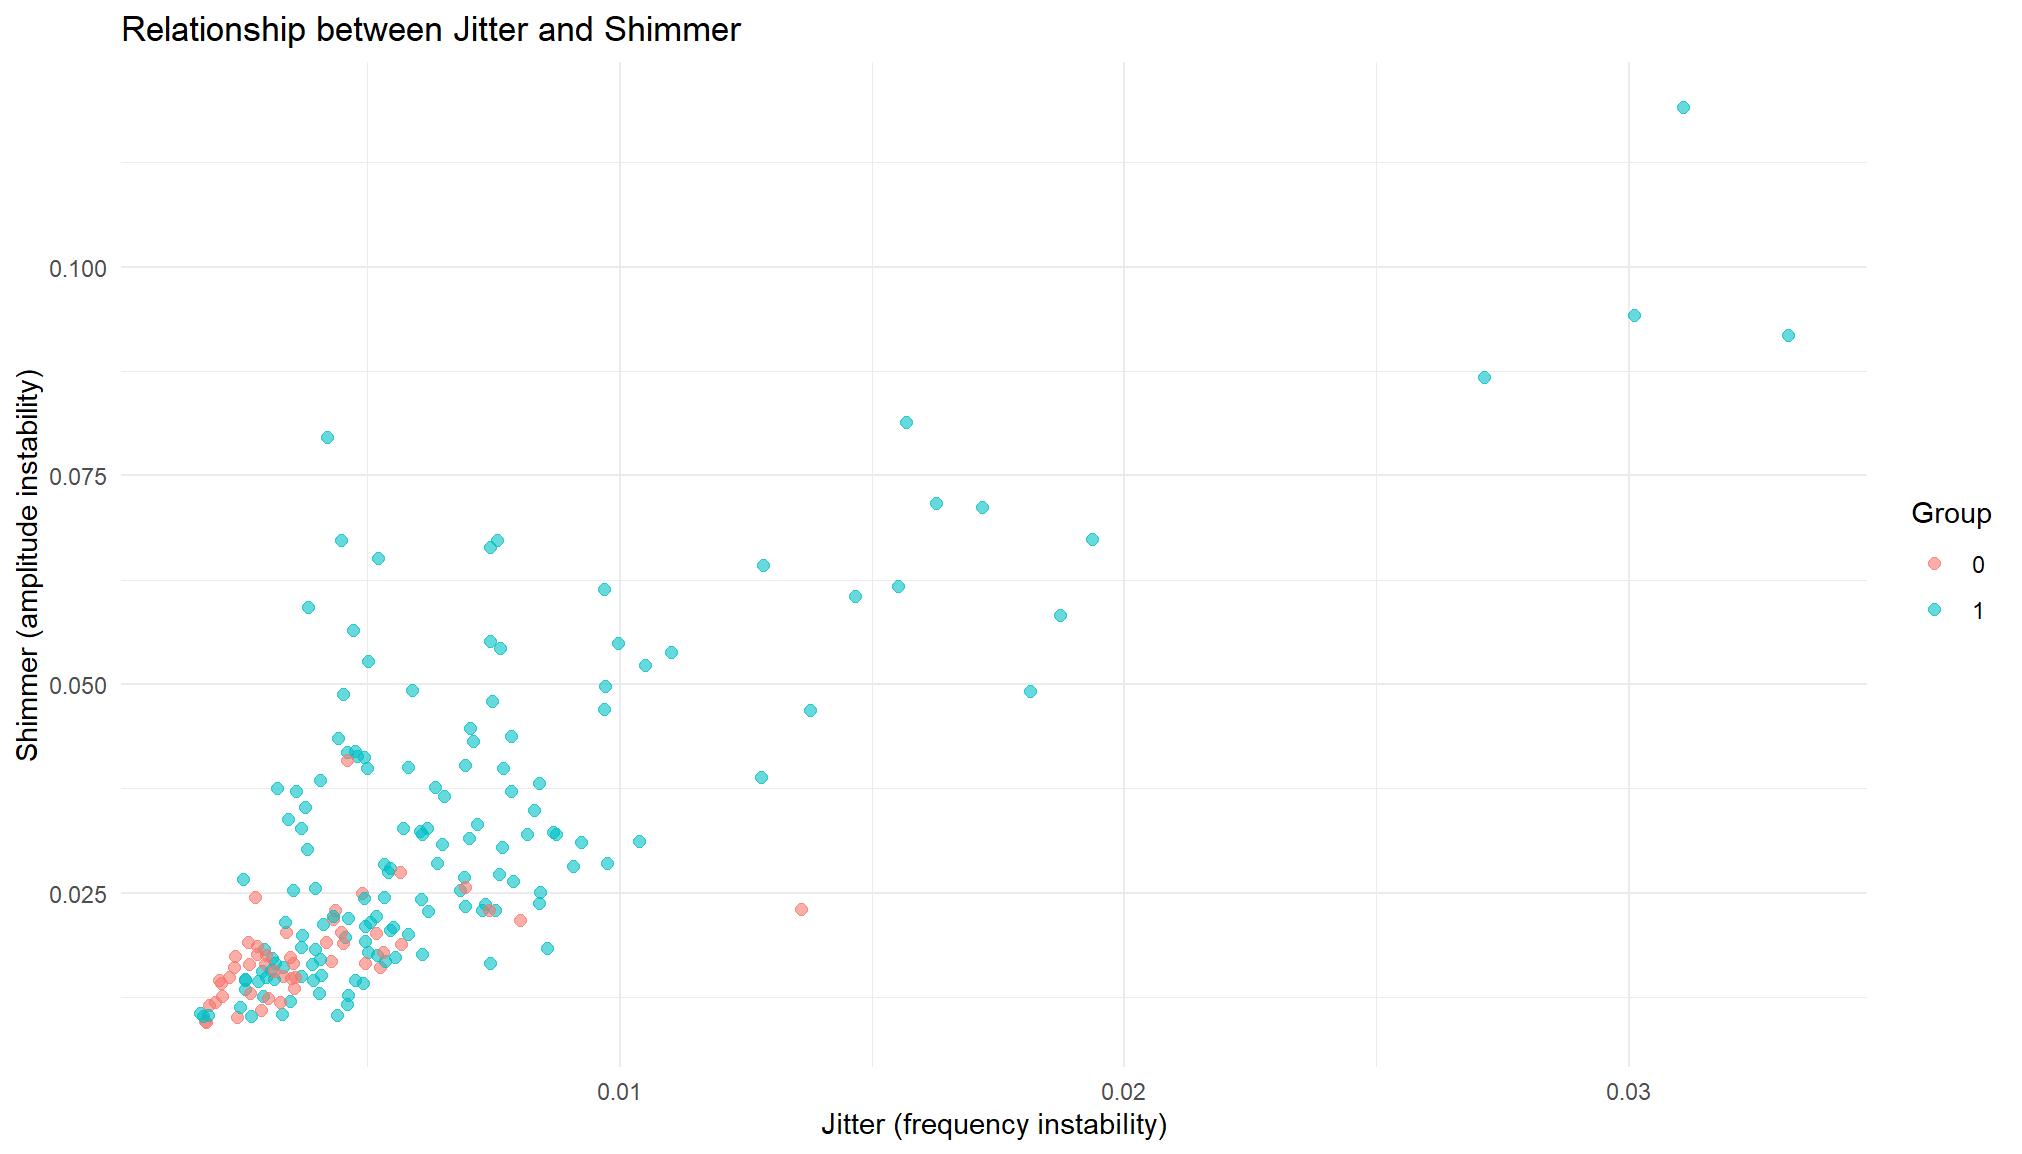 Relationship between Jitter and Shimmer
Shimmer (amplitude instability)
0.100
0.075
0.050
0.025
0.01
0.02
0.03
Jitter (frequency instability)
Group
0
1